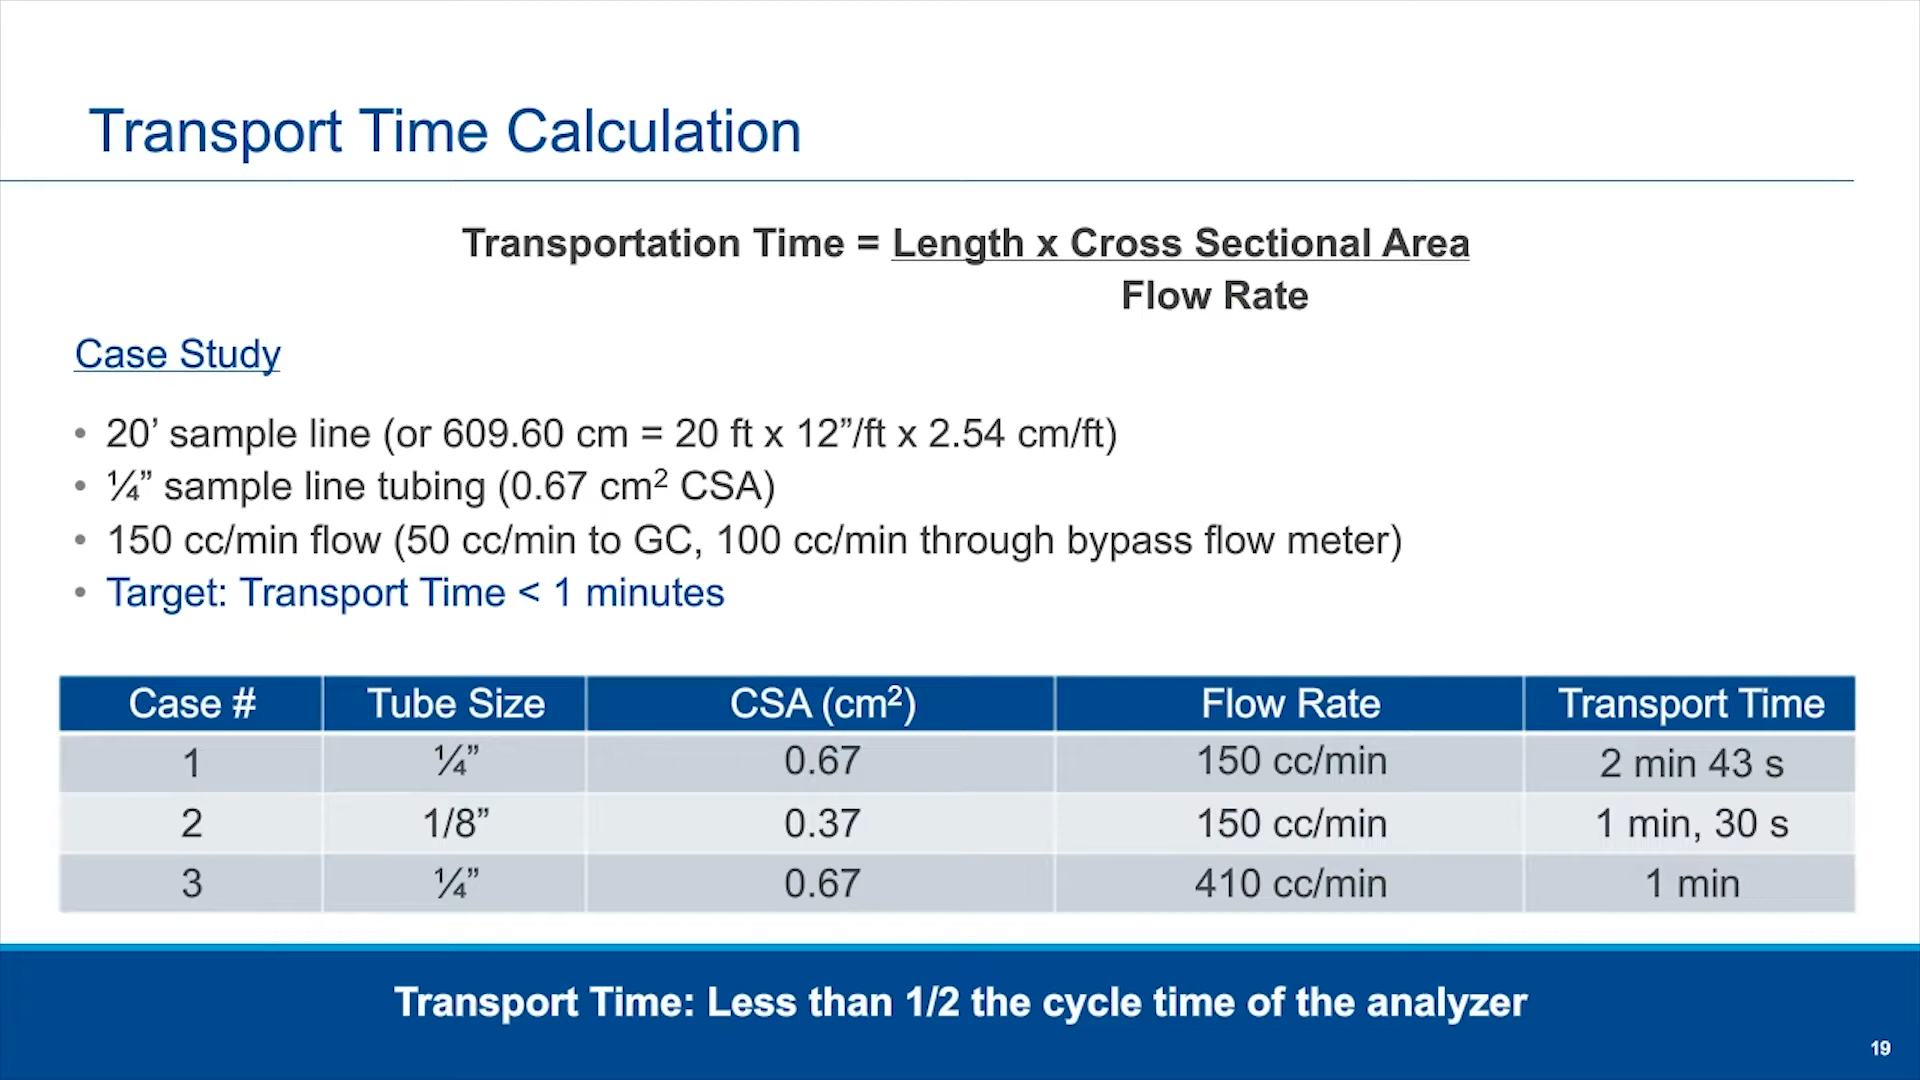 Transport Time Calculation
Transportation Time = Length x Cross Sectional Area
Flow Rate
Case Study
• 20’ sample line (or 609.60 cm = 20 ft x 12”/ft x 2.54 cm/ft)
• ¼” sample line tubing (0.67 cm² CSA)
• 150 cc/min flow (50 cc/min to GC, 100 cc/min through bypass flow meter)
• Target: Transport Time < 1 minutes
Case # Tube Size CSA (cm²) Flow Rate Transport Time
1 ¼” 0.67 150 cc/min 2 min 43 s
2 1/8” 0.37 150 cc/min 1 min, 30 s
3 ¼” 0.67 410 cc/min 1 min
Transport Time: Less than 1/2 the cycle time of the analyzer
19